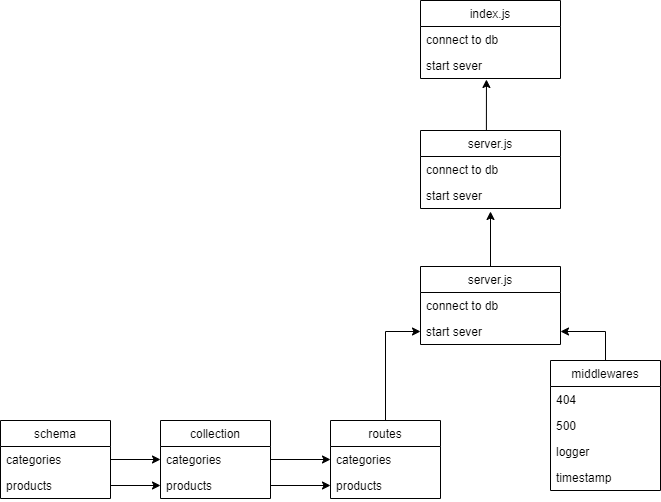 index.js
connect to db
start sever
server.js
connect to db
start sever
server.js
connect to db
start sever
middlewares
404
500
logger
timestamp
schema
categories
products
collection
categories
products
routes
categories
products